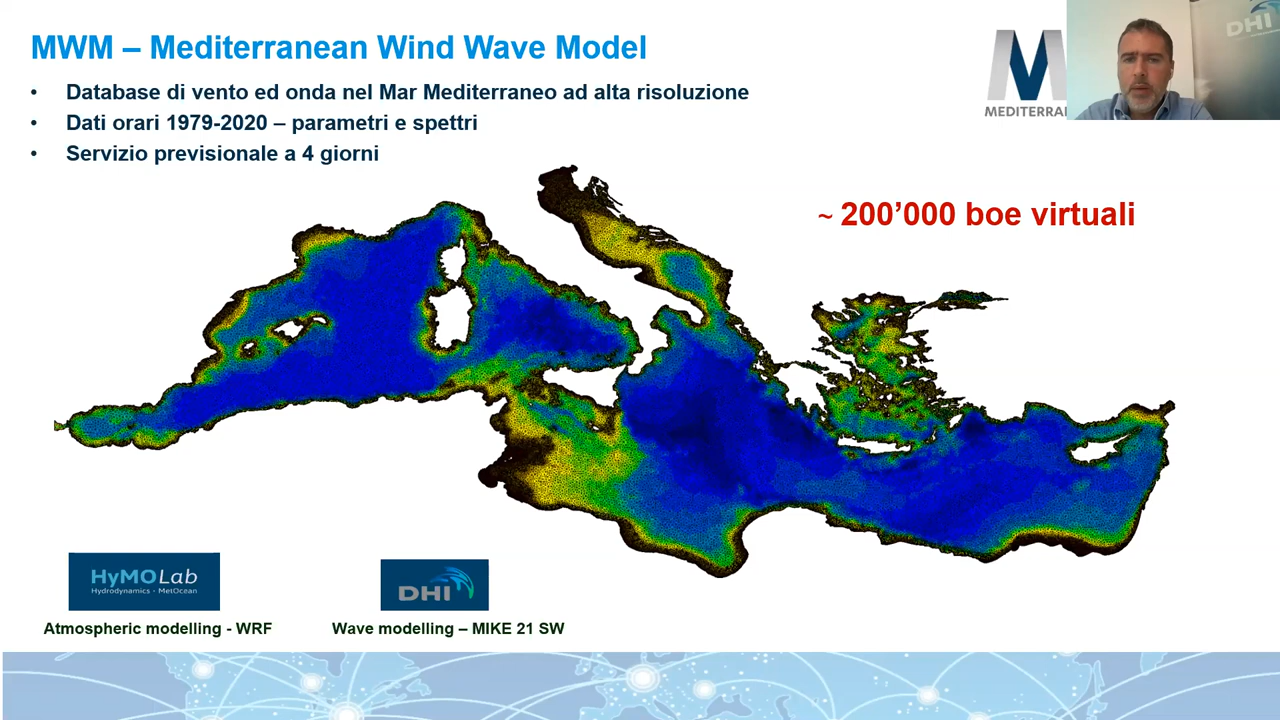 MWM – Mediterranean Wind Wave Model
• Database di vento ed onda nel Mar Mediterraneo ad alta risoluzione
• Dati orari 1979-2020 – parametri e spettri
• Servizio previsionale a 4 giorni
DHI
~ 200’000 boe virtuali
HyMOLab
Hydrodynamics - MetOcean
DHI
Atmospheric modelling - WRF
Wave modelling – MIKE 21 SW